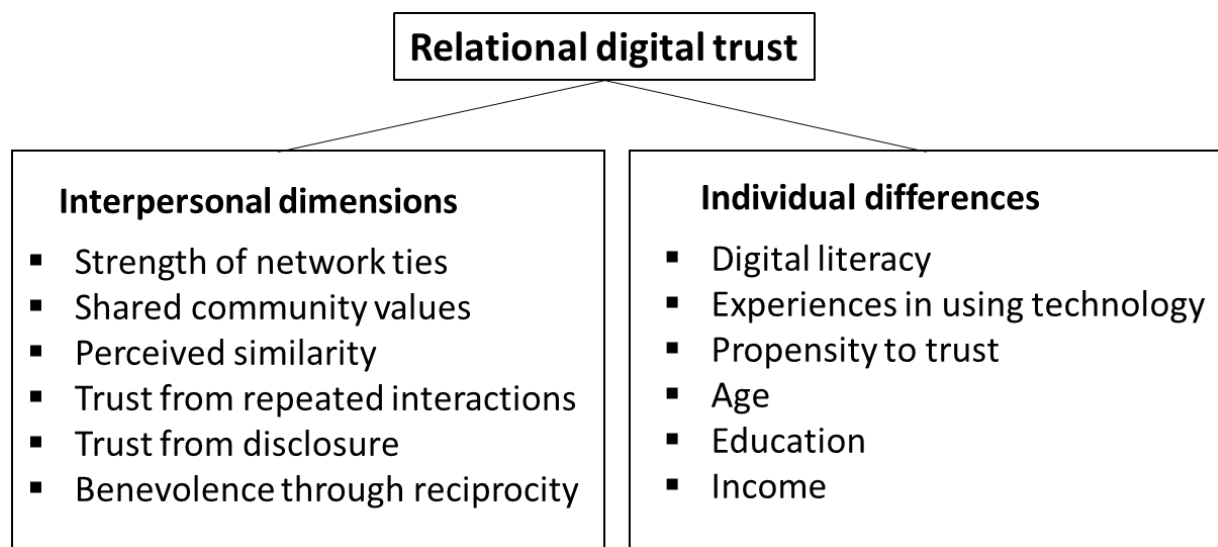 Relational digital trust
Interpersonal dimensions
▪ Strength of network ties
▪ Shared community values
▪ Perceived similarity
▪ Trust from repeated interactions
▪ Trust from disclosure
▪ Benevolence through reciprocity
Individual differences
▪ Digital literacy
▪ Experiences in using technology
▪ Propensity to trust
▪ Age
▪ Education
▪ Income